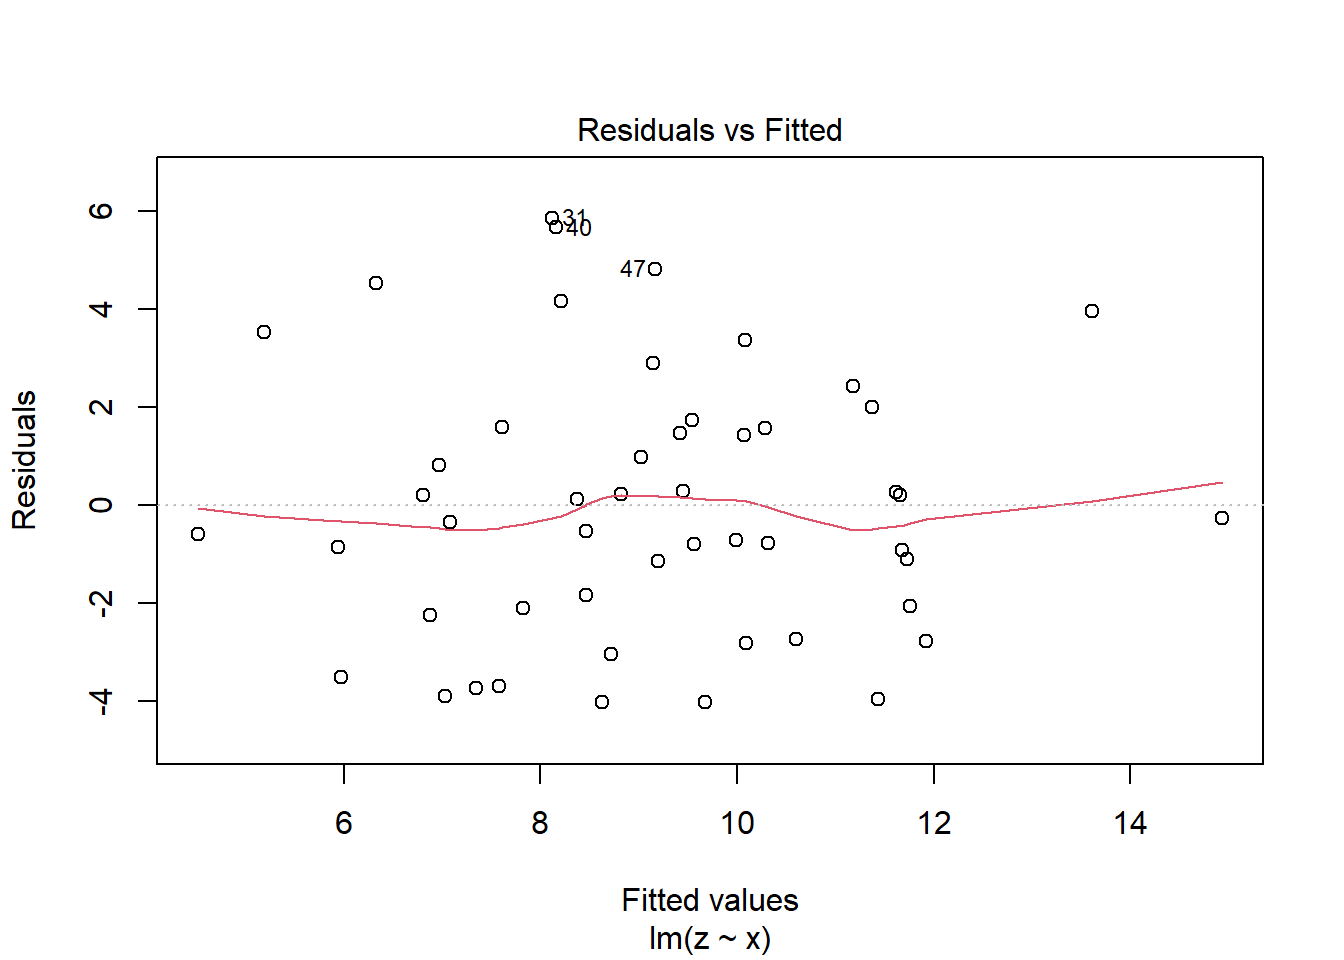 Residuals vs Fitted
Residuals
6
4
2
0
-2
-4
31
40
47
6 8 10 12 14
Fitted values
lm(z ~ x)